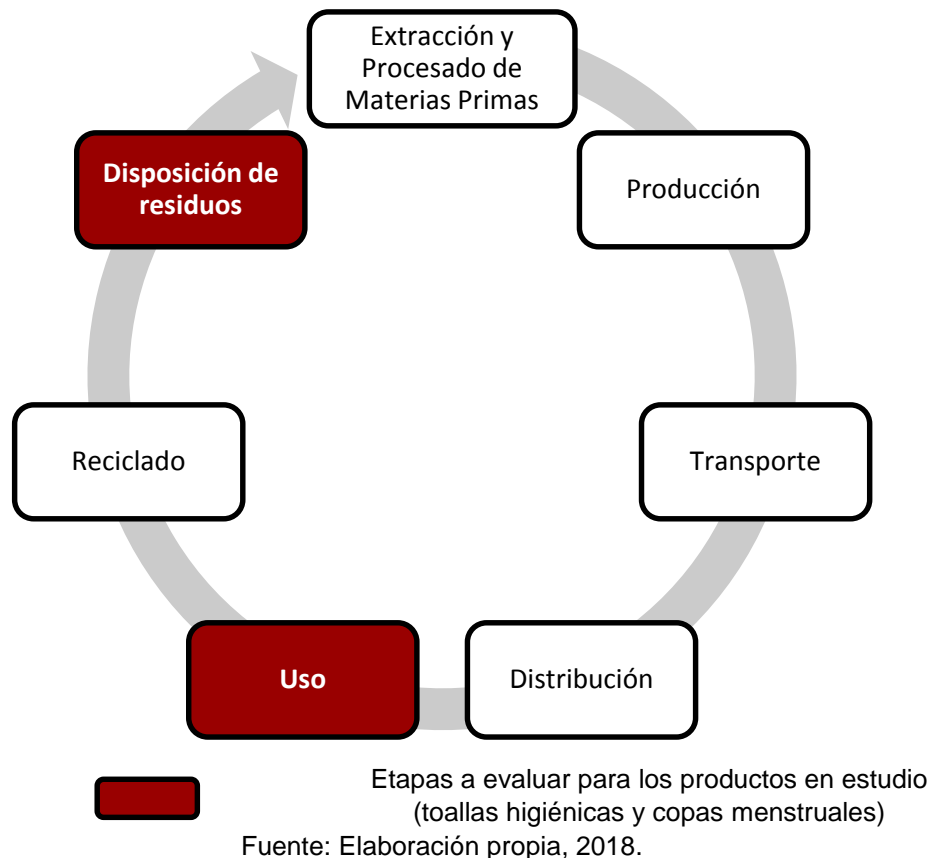 Extracción y
Procesado de
Materias Primas
Producción
Transporte
Distribución
Uso
Reciclado
Disposición de
residuos
Etapas a evaluar para los productos en estudio
(toallas higiénicas y copas menstruales)
Fuente: Elaboración propia, 2018.